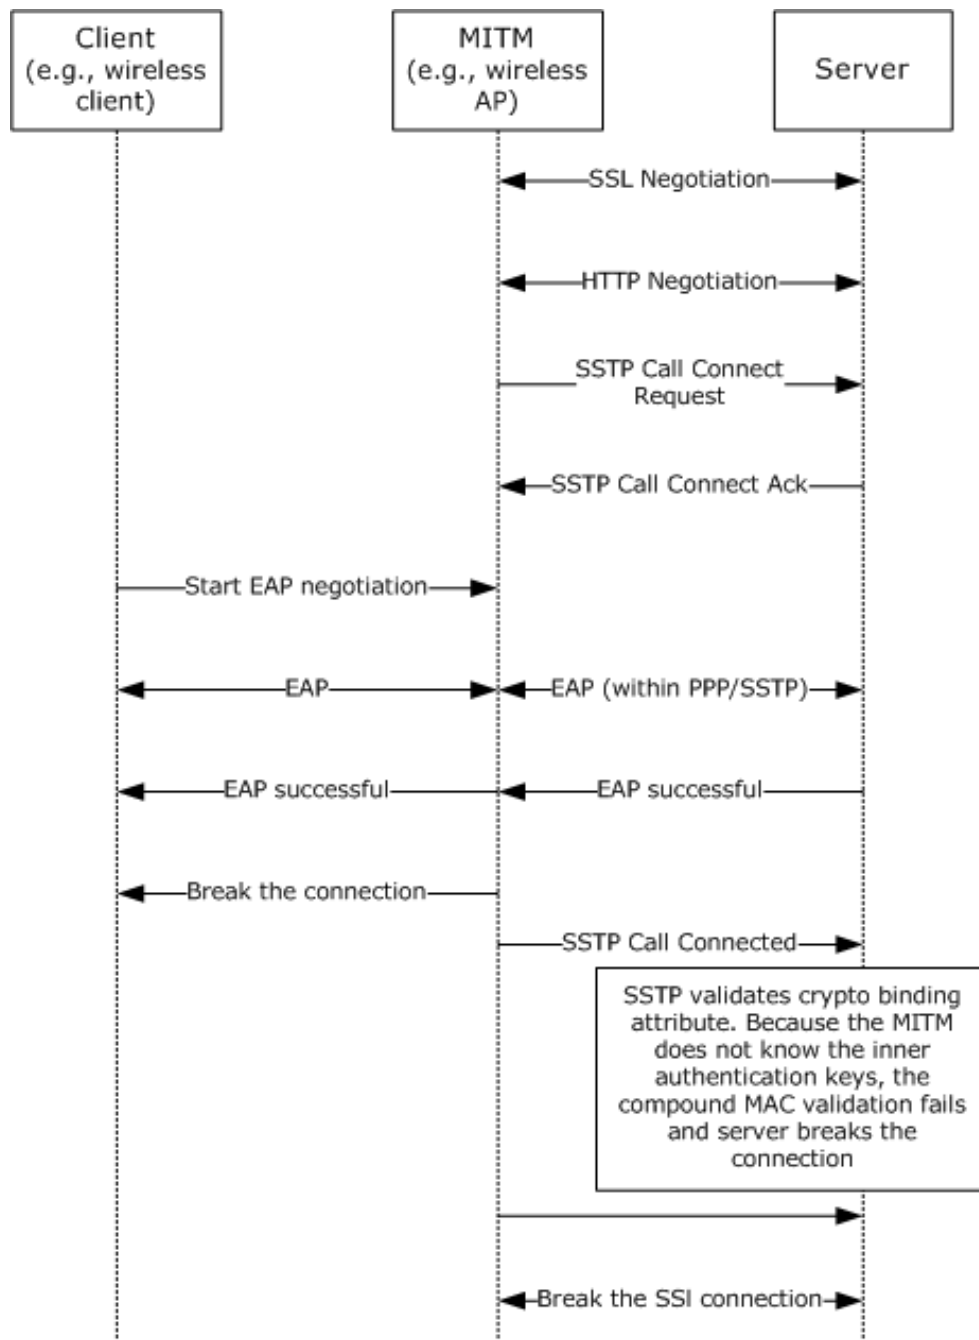 Client
(e.g., wireless
client)
MITM
(e.g., wireless
AP)
Server
SSL Negotiation
HTTP Negotiation
SSTP Call Connect
Request
SSTP Call Connect Ack
Start EAP negotiation
EAP
EAP (within PPP/SSTP)
EAP successful
EAP successful
Break the connection
SSTP Call Connected
SSTP validates crypto binding
attribute. Because the MITM
does not know the inner
authentication keys, the
compound MAC validation fails
and server breaks the
connection
Break the SSl connection